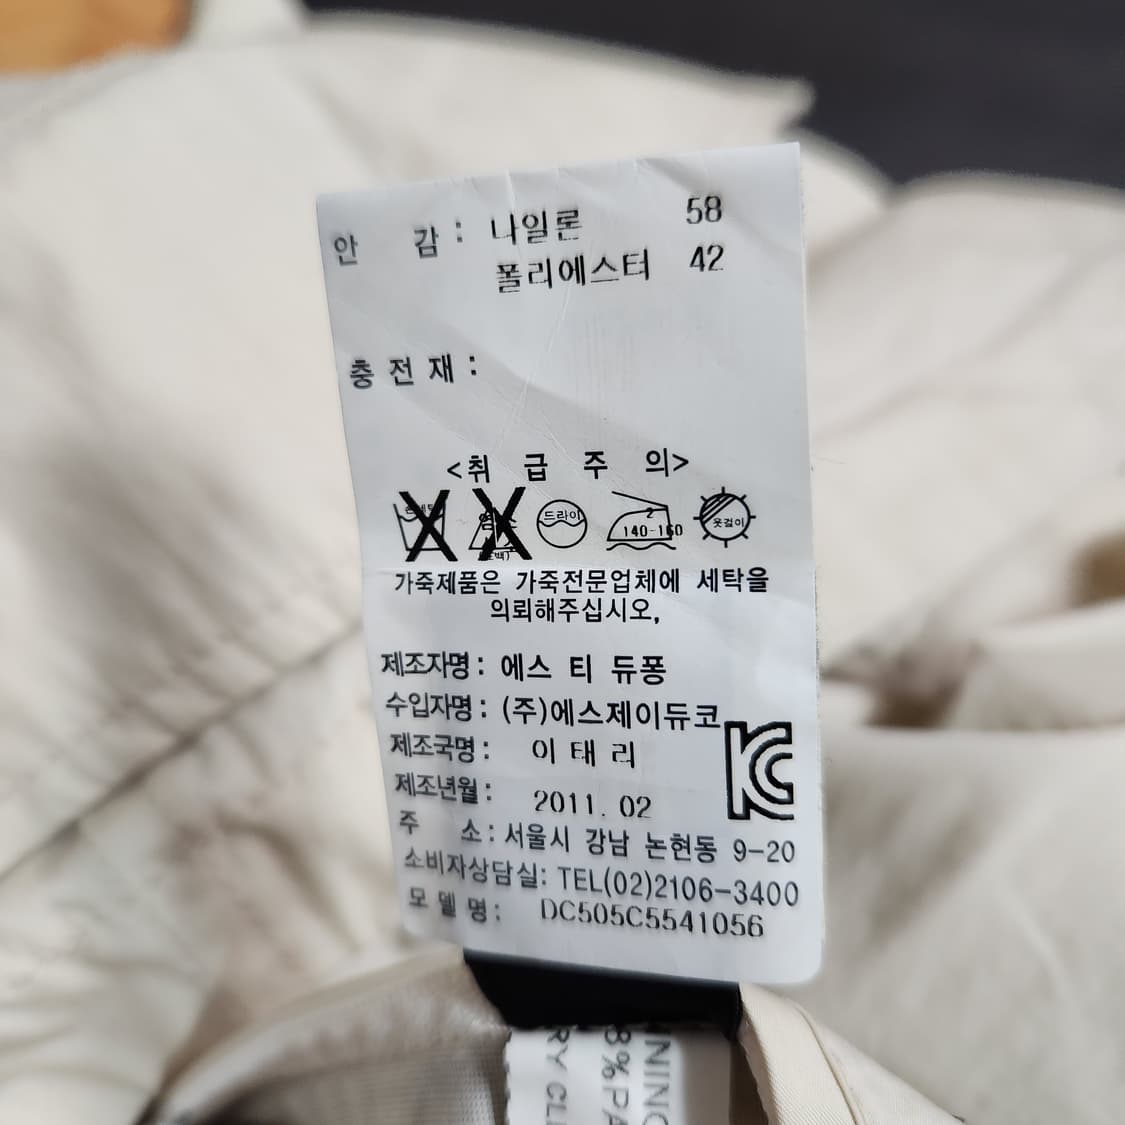 안 감 : 나일론 58
폴리에스터 42
충 전 재 :
<취 급 주 의>
드라이
2
140-160
옷걸이
가죽제품은 가죽전문업체에 세탁을
의뢰해주십시오,
제조자명 : 에스 티 듀퐁
수입자명 : (주)에스제이듀코
제조국명 : 이 태 리
제조년월 : 2011. 02
주 소 : 서울시 강남 논현동 9-20
소비자상담실: TEL(02)2106-3400
모 델 명 : DC505C5541056
KC